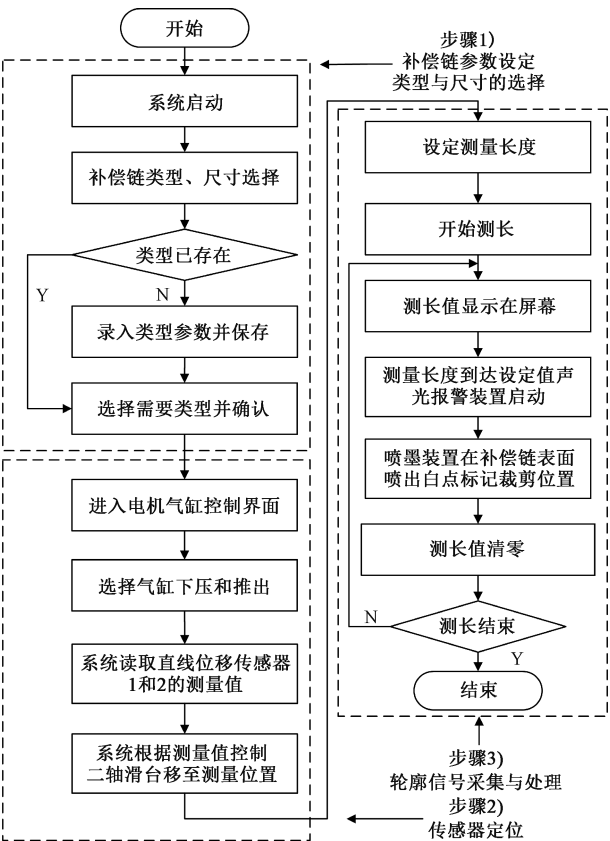 开始
步骤1)
补偿链参数设定
类型与尺寸的选择
系统启动
补偿链类型、尺寸选择
类型已存在
Y
N
录入类型参数并保存
选择需要类型并确认
进入电机气缸控制界面
选择气缸下压和推出
系统读取直线位移传感器
1和2的测量值
系统根据测量值控制
二轴滑台移至测量位置
设定测量长度
开始测长
测长值显示在屏幕
测量长度到达设定值声
光报警装置启动
喷墨装置在补偿链表面
喷出白点标记裁剪位置
测长值清零
测长结束
N
Y
结束
步骤3)
轮廓信号采集与处理
步骤2)
传感器定位